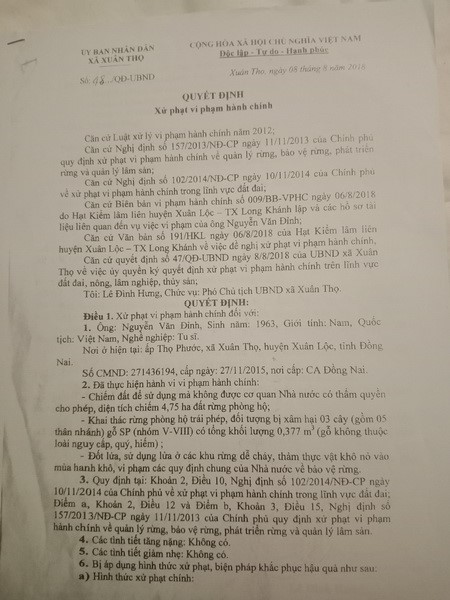 ỦY BAN NHÂN DÂN
XÃ XUÂN THỌ
CỘNG HÒA XÃ HỘI CHỦ NGHĨA VIỆT NAM
Độc lập - Tự do - Hạnh phúc
Số: /QĐ-UBND
Xuân Thọ, ngày 08 tháng 8 năm 2018
QUYẾT ĐỊNH
Xử phạt vi phạm hành chính
Căn cứ Luật xử lý vi phạm hành chính năm 2012;
Căn cứ Nghị định số 157/2013/NĐ-CP ngày 11/11/2013 của Chính phủ
quy định xử phạt vi phạm hành chính về quản lý rừng, bảo vệ rừng, phát triển
rừng và quản lý lâm sản;
Căn cứ Nghị định số 102/2014/NĐ-CP ngày 10/11/2014 của Chính phủ
về xử phạt vi phạm hành chính trong lĩnh vực đất đai;
Căn cứ Biên bản vi phạm hành chính số 009/BB-VPHC ngày 06/8/2018
do Hạt Kiểm lâm liên huyện Xuân Lộc – TX Long Khánh lập và các hồ sơ tài
liệu liên quan đến vụ việc vi phạm của ông Nguyễn Văn Đình;
Căn cứ Văn bản số 191/HKL ngày 06/8/2018 của Hạt Kiểm lâm liên
huyện Xuân Lộc – TX Long Khánh về việc đề nghị xử phạt vi phạm hành chính,
Căn cứ quyết định số 47/QĐ-UBND ngày 8/8/2018 của UBND xã Xuân
Thọ về việc ủy quyền ký quyết định xử phạt vi phạm hành chính trên lĩnh vực
đất đai, nông, lâm nghiệp, thủy sản;
Tôi: Lê Đình Hưng, Chức vụ: Phó Chủ tịch UBND xã Xuân Thọ.
QUYẾT ĐỊNH:
Điều 1. Xử phạt vi phạm hành chính đối với:
1. Ông: Nguyễn Văn Đình, Sinh năm: 1963, Giới tính: Nam, Quốc
tịch: Việt Nam, Nghề nghiệp: Tu sĩ.
Nơi ở hiện tại: ấp Thọ Phước, xã Xuân Thọ, huyện Xuân Lộc, tỉnh Đồng
Nai.
Số CMND: 271436194, cấp ngày: 27/11/2015, nơi cấp: CA Đồng Nai.
2. Đã thực hiện hành vi vi phạm hành chính:
- Chiếm đất để sử dụng mà không được cơ quan Nhà nước có thẩm quyền
cho phép, diện tích chiếm 4,75 ha đất rừng phòng hộ;
- Khai thác rừng phòng hộ trái phép, đối tượng bị xâm hại 03 cây (gồm 05
thân nhánh) gỗ SP (nhóm V-VIII) có tổng khối lượng 0,377 m³ (gỗ không thuộc
loài nguy cấp, quý, hiếm) ;
- Đốt lửa, sử dụng lửa ở các khu rừng dễ cháy, thảm thực vật khô nỏ vào
mùa hanh khô, vi phạm các quy định chung của Nhà nước về bảo vệ rừng.
3. Quy định tại: Khoản 2, Điều 10, Nghị định số 102/2014/NĐ-CP ngày
10/11/2014 của Chính phủ về xử phạt vi phạm hành chính trong lĩnh vực đất đai;
Điểm a, Khoản 2, Điều 12 và Điểm b, Khoản 3, Điều 15, Nghị định số
157/2013/NĐ-CP ngày 11/11/2013 của Chính phủ quy định xử phạt vi phạm
hành chính về quản lý rừng, bảo vệ rừng, phát triển rừng và quản lý lâm sản.
4. Các tình tiết tăng nặng: Không có.
5. Các tình tiết giảm nhẹ: Không có.
6. Bị áp dụng hình thức xử phạt, biện pháp khắc phục hậu quả như sau:
a) Hình thức xử phạt chính: